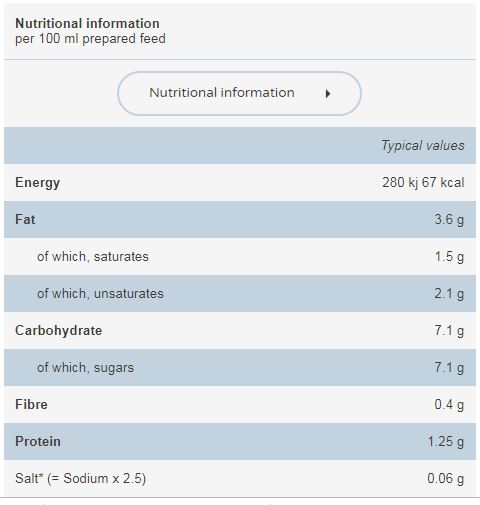 Nutritional information
per 100 ml prepared feed
Nutritional information
Typical values
Energy 280 kj 67 kcal
Fat 3.6 g
of which, saturates 1.5 g
of which, unsaturates 2.1 g
Carbohydrate 7.1 g
of which, sugars 7.1 g
Fibre 0.4 g
Protein 1.25 g
Salt* (= Sodium x 2.5) 0.06 g